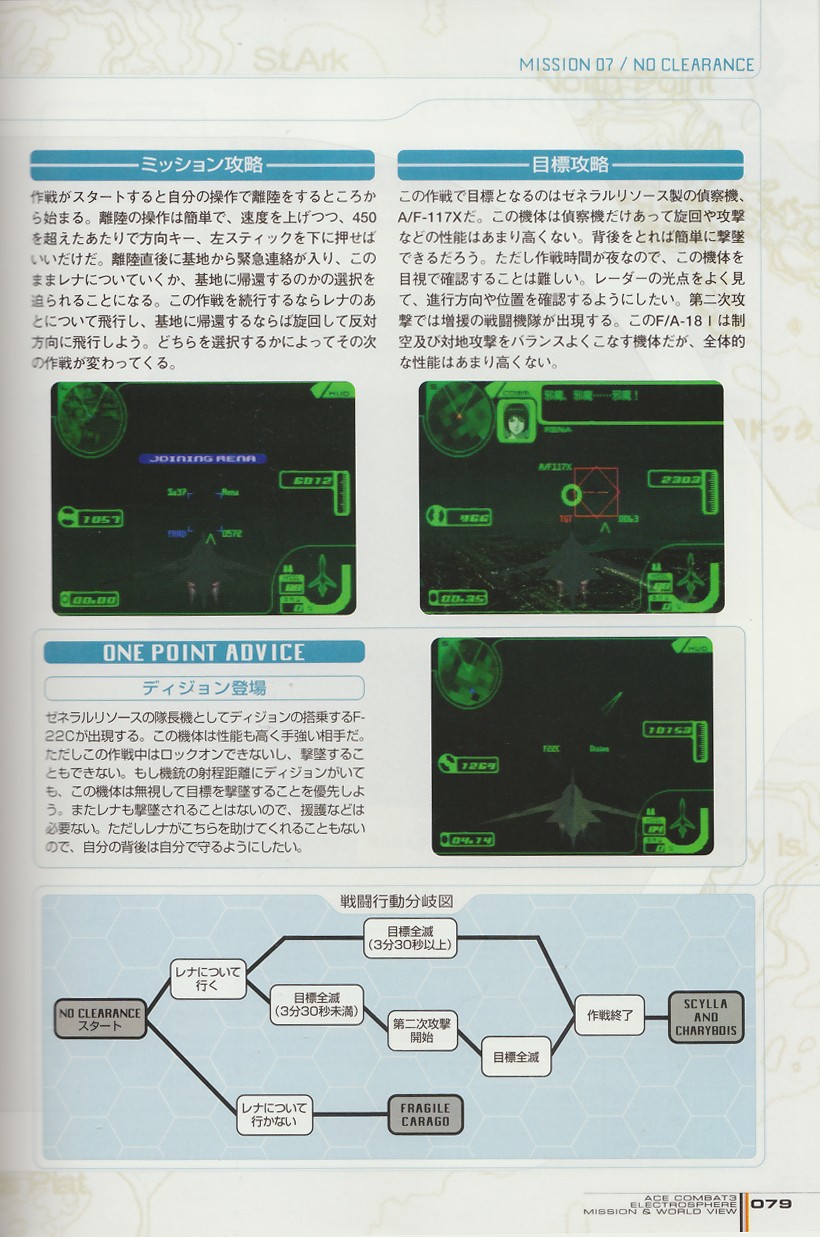 St.Ark
MISSION 07 / NO CLEARANCE
ミッション攻略
作戦がスタートすると自分の操作で離陸をするところか
ら始まる。離陸の操作は簡単で、速度を上げつつ、450
を超えたあたりで方向キー、左スティックを下に押せば
いいだけだ。離陸直後に基地から緊急連絡が入り、この
ままレナについていくか、基地に帰還するのかの選択を
迫られることになる。この作戦を続行するならレナのあ
とについて飛行し、基地に帰還するならば旋回して反対
方向に飛行しよう。どちらを選択するかによってその次
の作戦が変わってくる。
目標攻略
この作戦で目標となるのはゼネラルリソース製の偵察機、
A/F-117Xだ。この機体は偵察機だけあって旋回や攻撃
などの性能はあまり高くない。背後をとれば簡単に撃墜
できるだろう。ただし作戦時間が夜なので、この機体を
目視で確認することは難しい。レーダーの光点をよく見
て、進行方向や位置を確認するようにしたい。第二次攻
撃では増援の戦闘機隊が出現する。このF/A-18Iは制
空及び対地攻撃をバランスよくこなす機体だが、全体的
な性能はあまり高くない。
HUD
JOINING RENA
6012
Su37
Rena
1057
0572
00.00
COMM.
邪魔、邪魔……邪魔!
RENA
A/F117X
2303
466
TGT
0063
00.35
ONE POINT ADVICE
ディジョン登場
ゼネラルリソースの隊長機としてディジョンの搭乗するF-
22Cが出現する。この機体は性能も高く手強い相手だ。
ただしこの作戦中はロックオンできないし、撃墜するこ
ともできない。もし機銃の射程距離にディジョンがいて
も、この機体は無視して目標を撃墜することを優先しよ
う。またレナも撃墜されることはないので、援護などは
必要ない。ただしレナがこちらを助けてくれることもない
ので、自分の背後は自分で守るようにしたい。
HUD
10153
F22C
Dision
1269
04.14
戦闘行動分岐図
目標全滅
(3分30秒以上)
レナについて
行く
目標全滅
(3分30秒未満)
NO CLEARANCE
スタート
第二次攻撃
開始
目標全滅
作戦終了
SCYLLA
AND
CHARYBDIS
レナについて
行かない
FRAGILE
CARAGO
ACE COMBAT3
ELECTROSPHERE
MISSION & WORLD VIEW
079